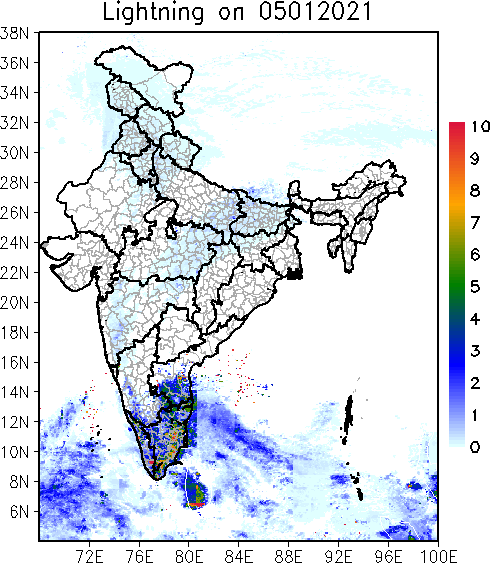 Lightning on 05012021
38N
36N
34N
32N
30N
28N
26N
24N
22N
20N
18N
16N
14N
12N
10N
8N
6N
72E 76E 80E 84E 88E 92E 96E 100E
10
9
8
7
6
5
4
3
2
1
0